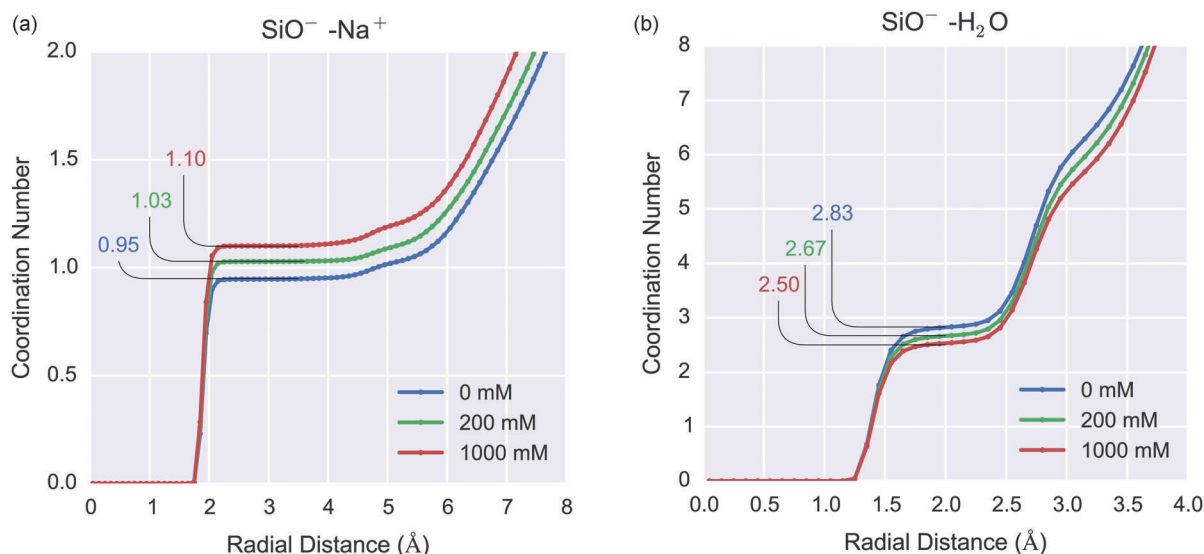 (a)
SiO⁻ -Na⁺
2.0
1.5
1.0
0.5
0.0
Coordination Number
1.10
1.03
0.95
0 mM
200 mM
1000 mM
0 1 2 3 4 5 6 7 8
Radial Distance (Å)
(b)
SiO⁻ -H₂O
8
7
6
5
4
3
2
1
0
Coordination Number
2.83
2.67
2.50
0 mM
200 mM
1000 mM
0.0 0.5 1.0 1.5 2.0 2.5 3.0 3.5 4.0
Radial Distance (Å)